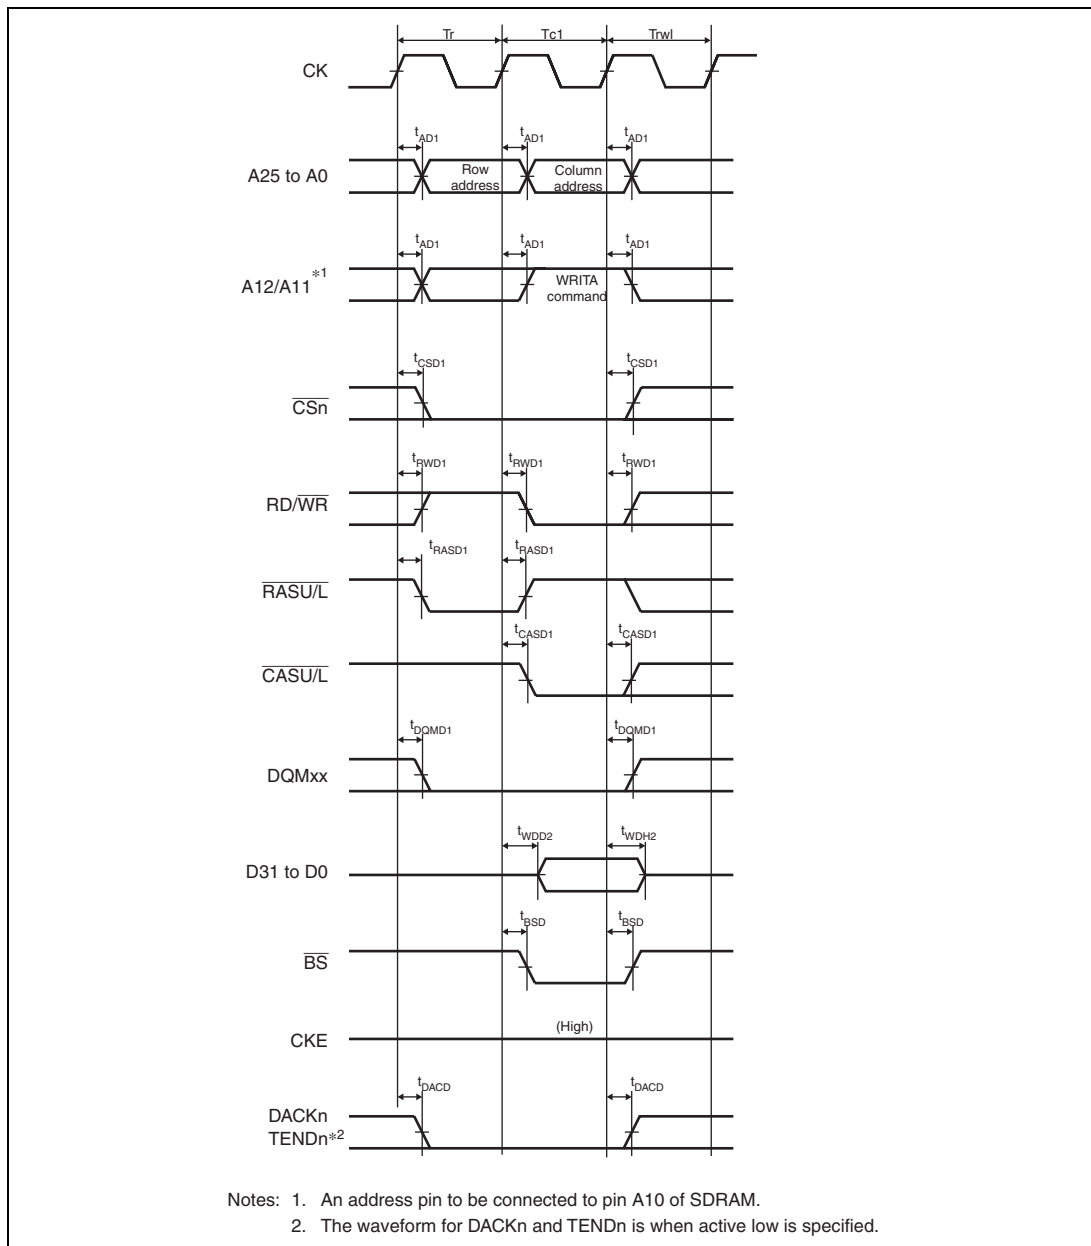 Tr Tc1 Trwl
CK
tAD1 tAD1 tAD1
A25 to A0
Row address
Column address
tAD1 tAD1 tAD1
A12/A11*1
WRITA command
tCSD1 tCSD1
CSn
tRWD1 tRWD1 tRWD1
RD/WR
tRASD1 tRASD1
RASU/L
tCASD1 tCASD1
CASU/L
tDQMD1 tDQMD1
DQMxx
tWDD2 tWDH2
D31 to D0
tBSD tBSD
BS
(High)
CKE
tDACD tDACD
DACKn
TENDn*2
Notes: 1. An address pin to be connected to pin A10 of SDRAM.
2. The waveform for DACKn and TENDn is when active low is specified.